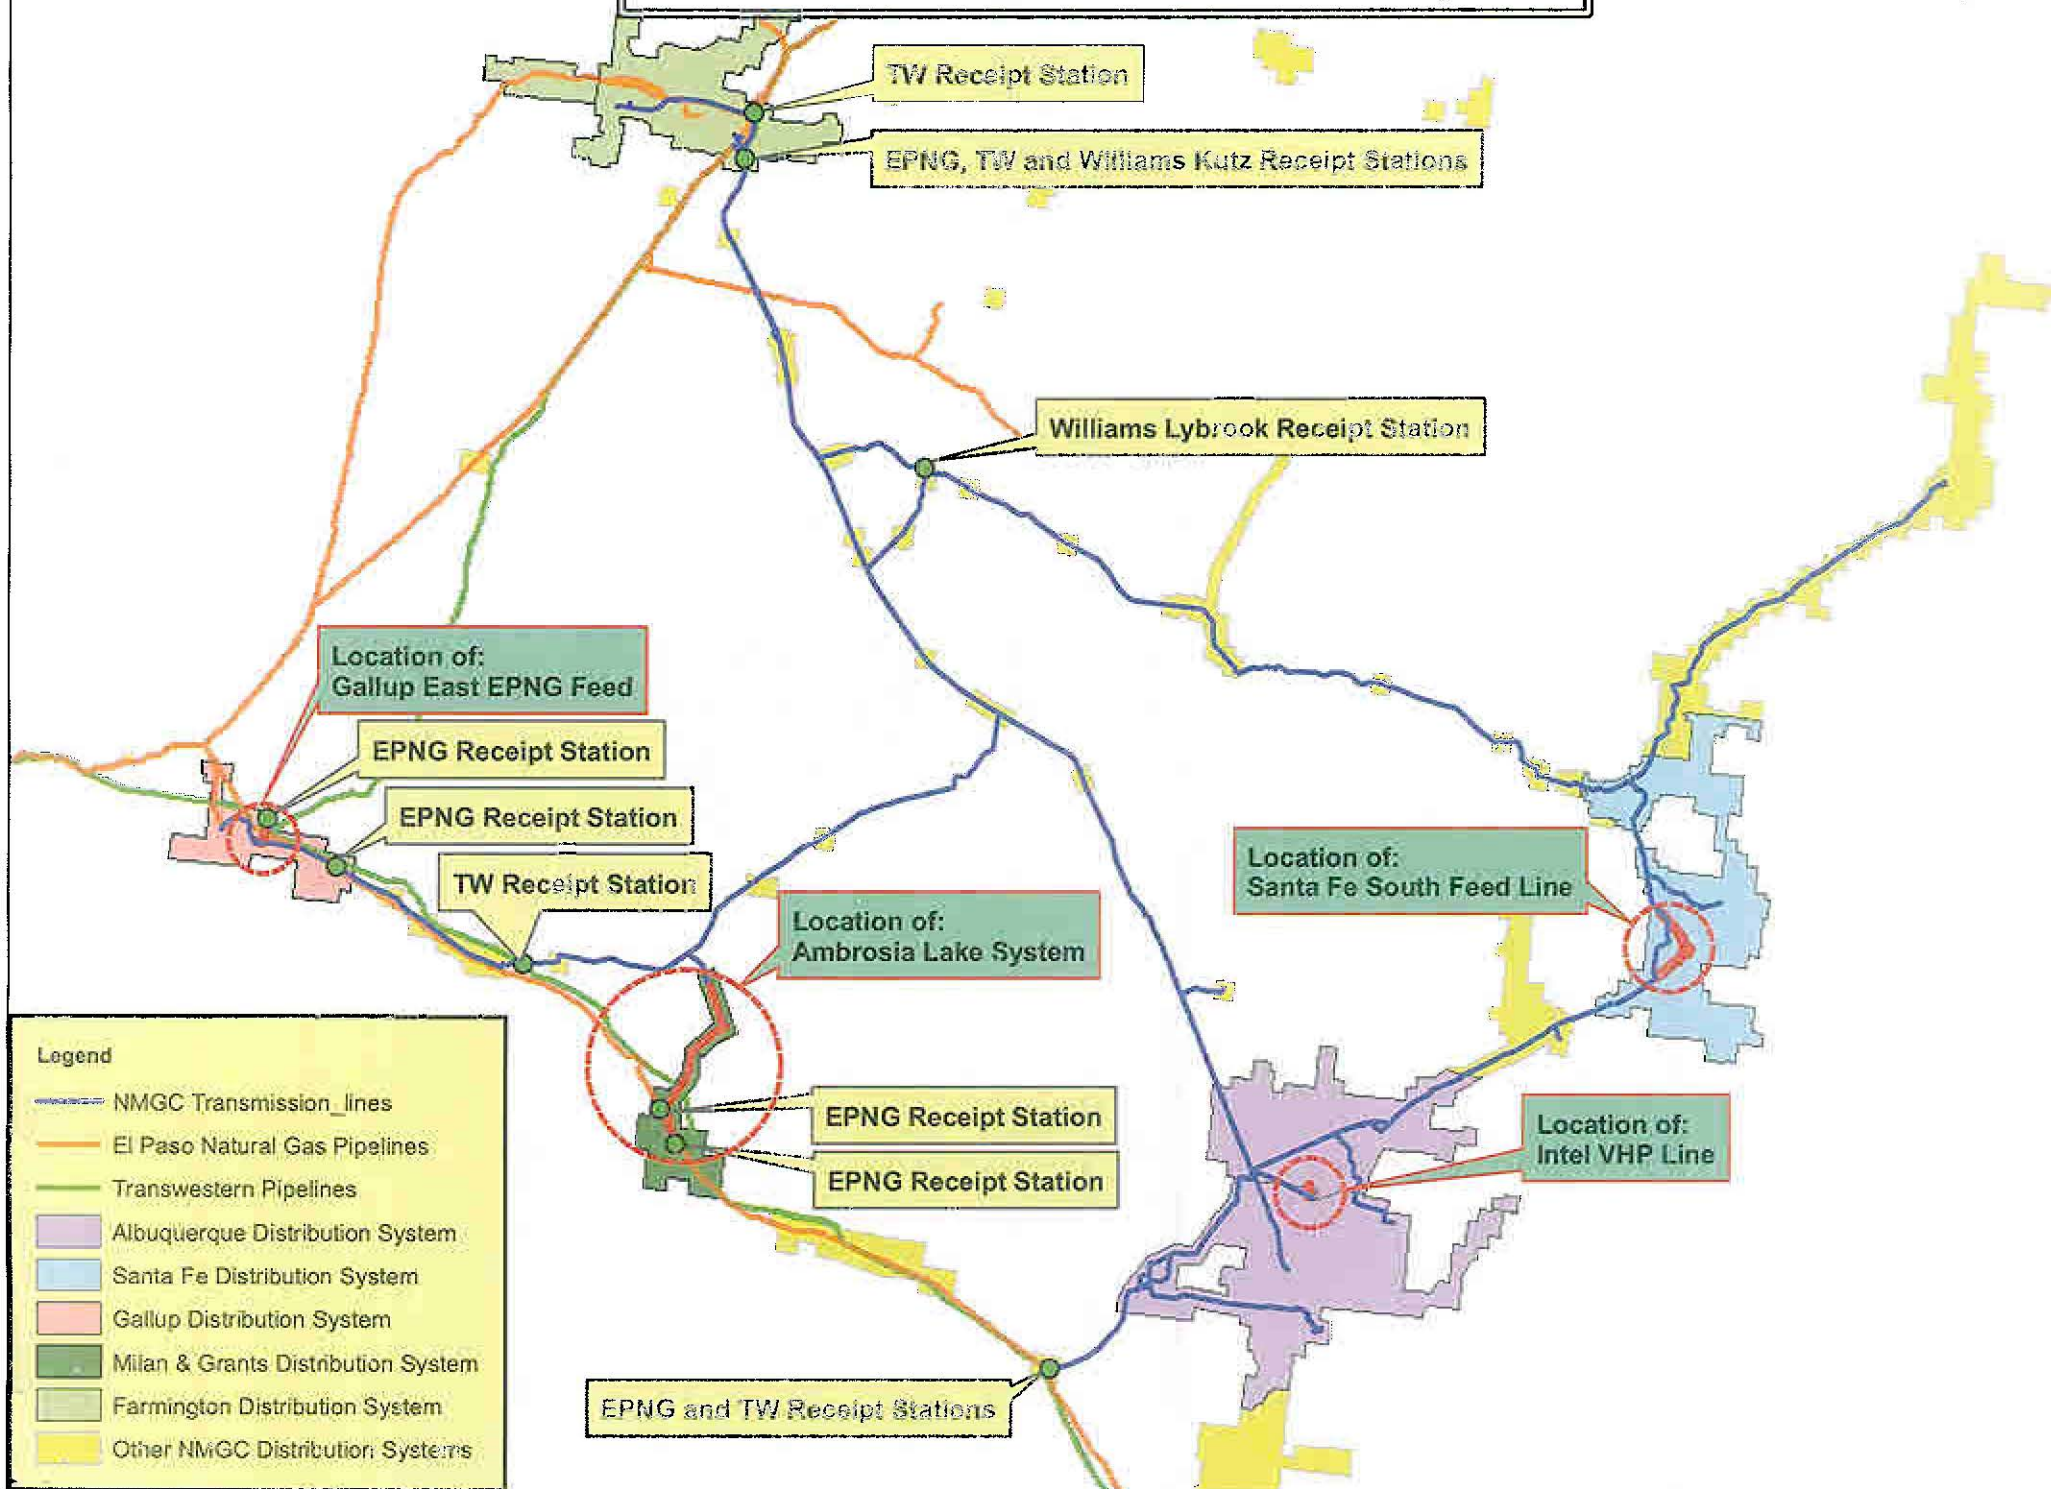 TW Receipt Station
EPNG, TW and Williams Kutz Receipt Stations
Williams Lybrook Receipt Station
Location of:
Gallup East EPNG Feed
EPNG Receipt Station
EPNG Receipt Station
TW Receipt Station
Location of:
Ambrosia Lake System
Location of:
Santa Fe South Feed Line
EPNG Receipt Station
EPNG Receipt Station
Location of:
Intel VHP Line
EPNG and TW Receipt Stations
Legend
NMGC Transmission_lines
El Paso Natural Gas Pipelines
Transwestern Pipelines
Albuquerque Distribution System
Santa Fe Distribution System
Gallup Distribution System
Milan & Grants Distribution System
Farmington Distribution System
Other NMGC Distribution Systems